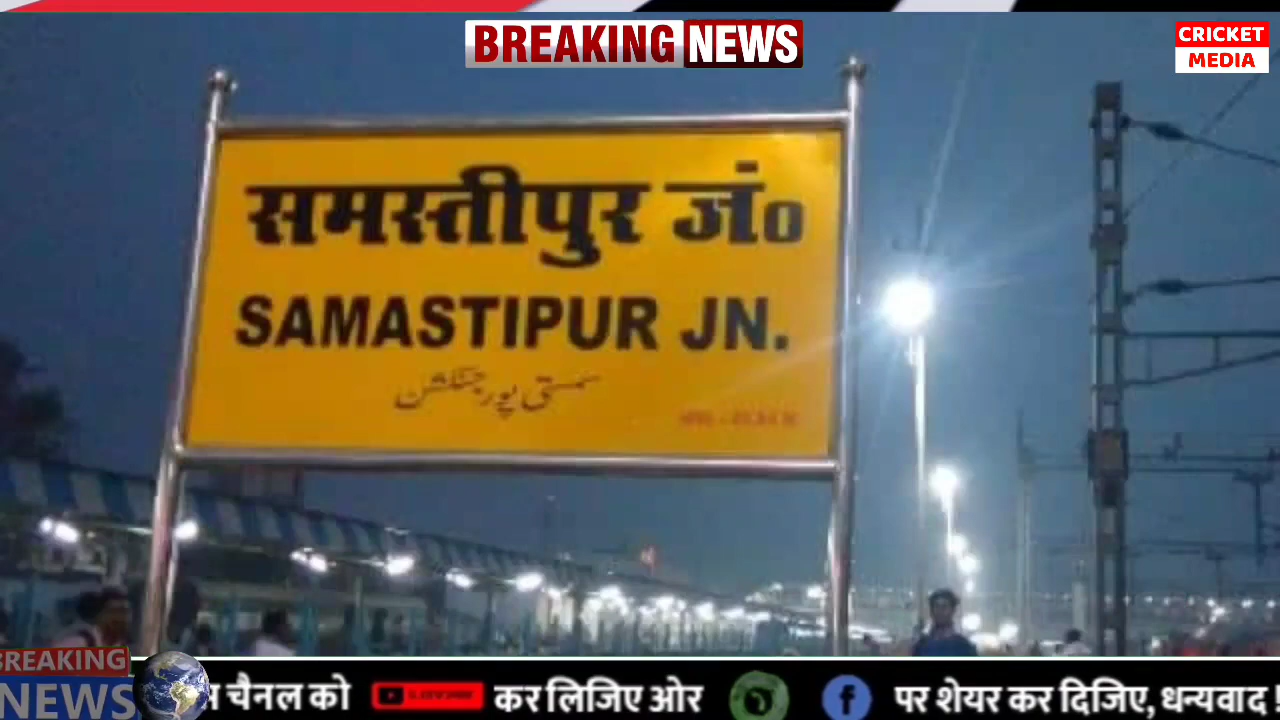 BREAKING NEWS
CRICKET
MEDIA
समस्तीपुर जं०
SAMASTIPUR JN.
سمستی پور جنکشن
BREAKING
NEWS
चैनल को
कर लिजिए ओर
पर शेयर कर दिजिए, धन्यवाद !